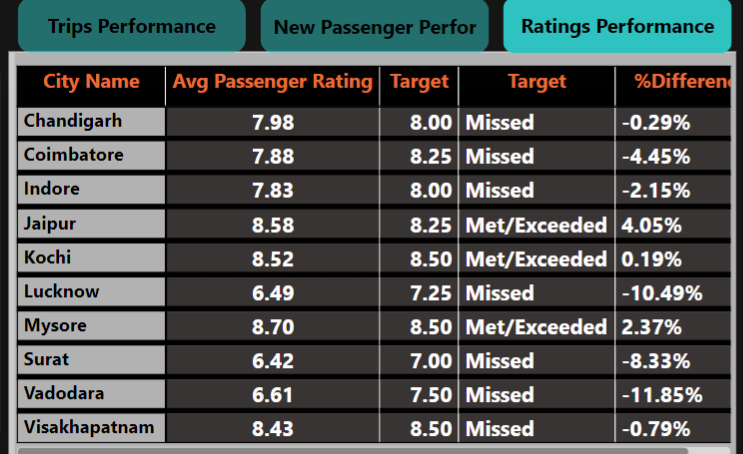 Trips Performance New Passenger Perfor Ratings Performance
City Name Avg Passenger Rating Target Target %Differen
Chandigarh 7.98 8.00 Missed -0.29%
Coimbatore 7.88 8.25 Missed -4.45%
Indore 7.83 8.00 Missed -2.15%
Jaipur 8.58 8.25 Met/Exceeded 4.05%
Kochi 8.52 8.50 Met/Exceeded 0.19%
Lucknow 6.49 7.25 Missed -10.49%
Mysore 8.70 8.50 Met/Exceeded 2.37%
Surat 6.42 7.00 Missed -8.33%
Vadodara 6.61 7.50 Missed -11.85%
Visakhapatnam 8.43 8.50 Missed -0.79%